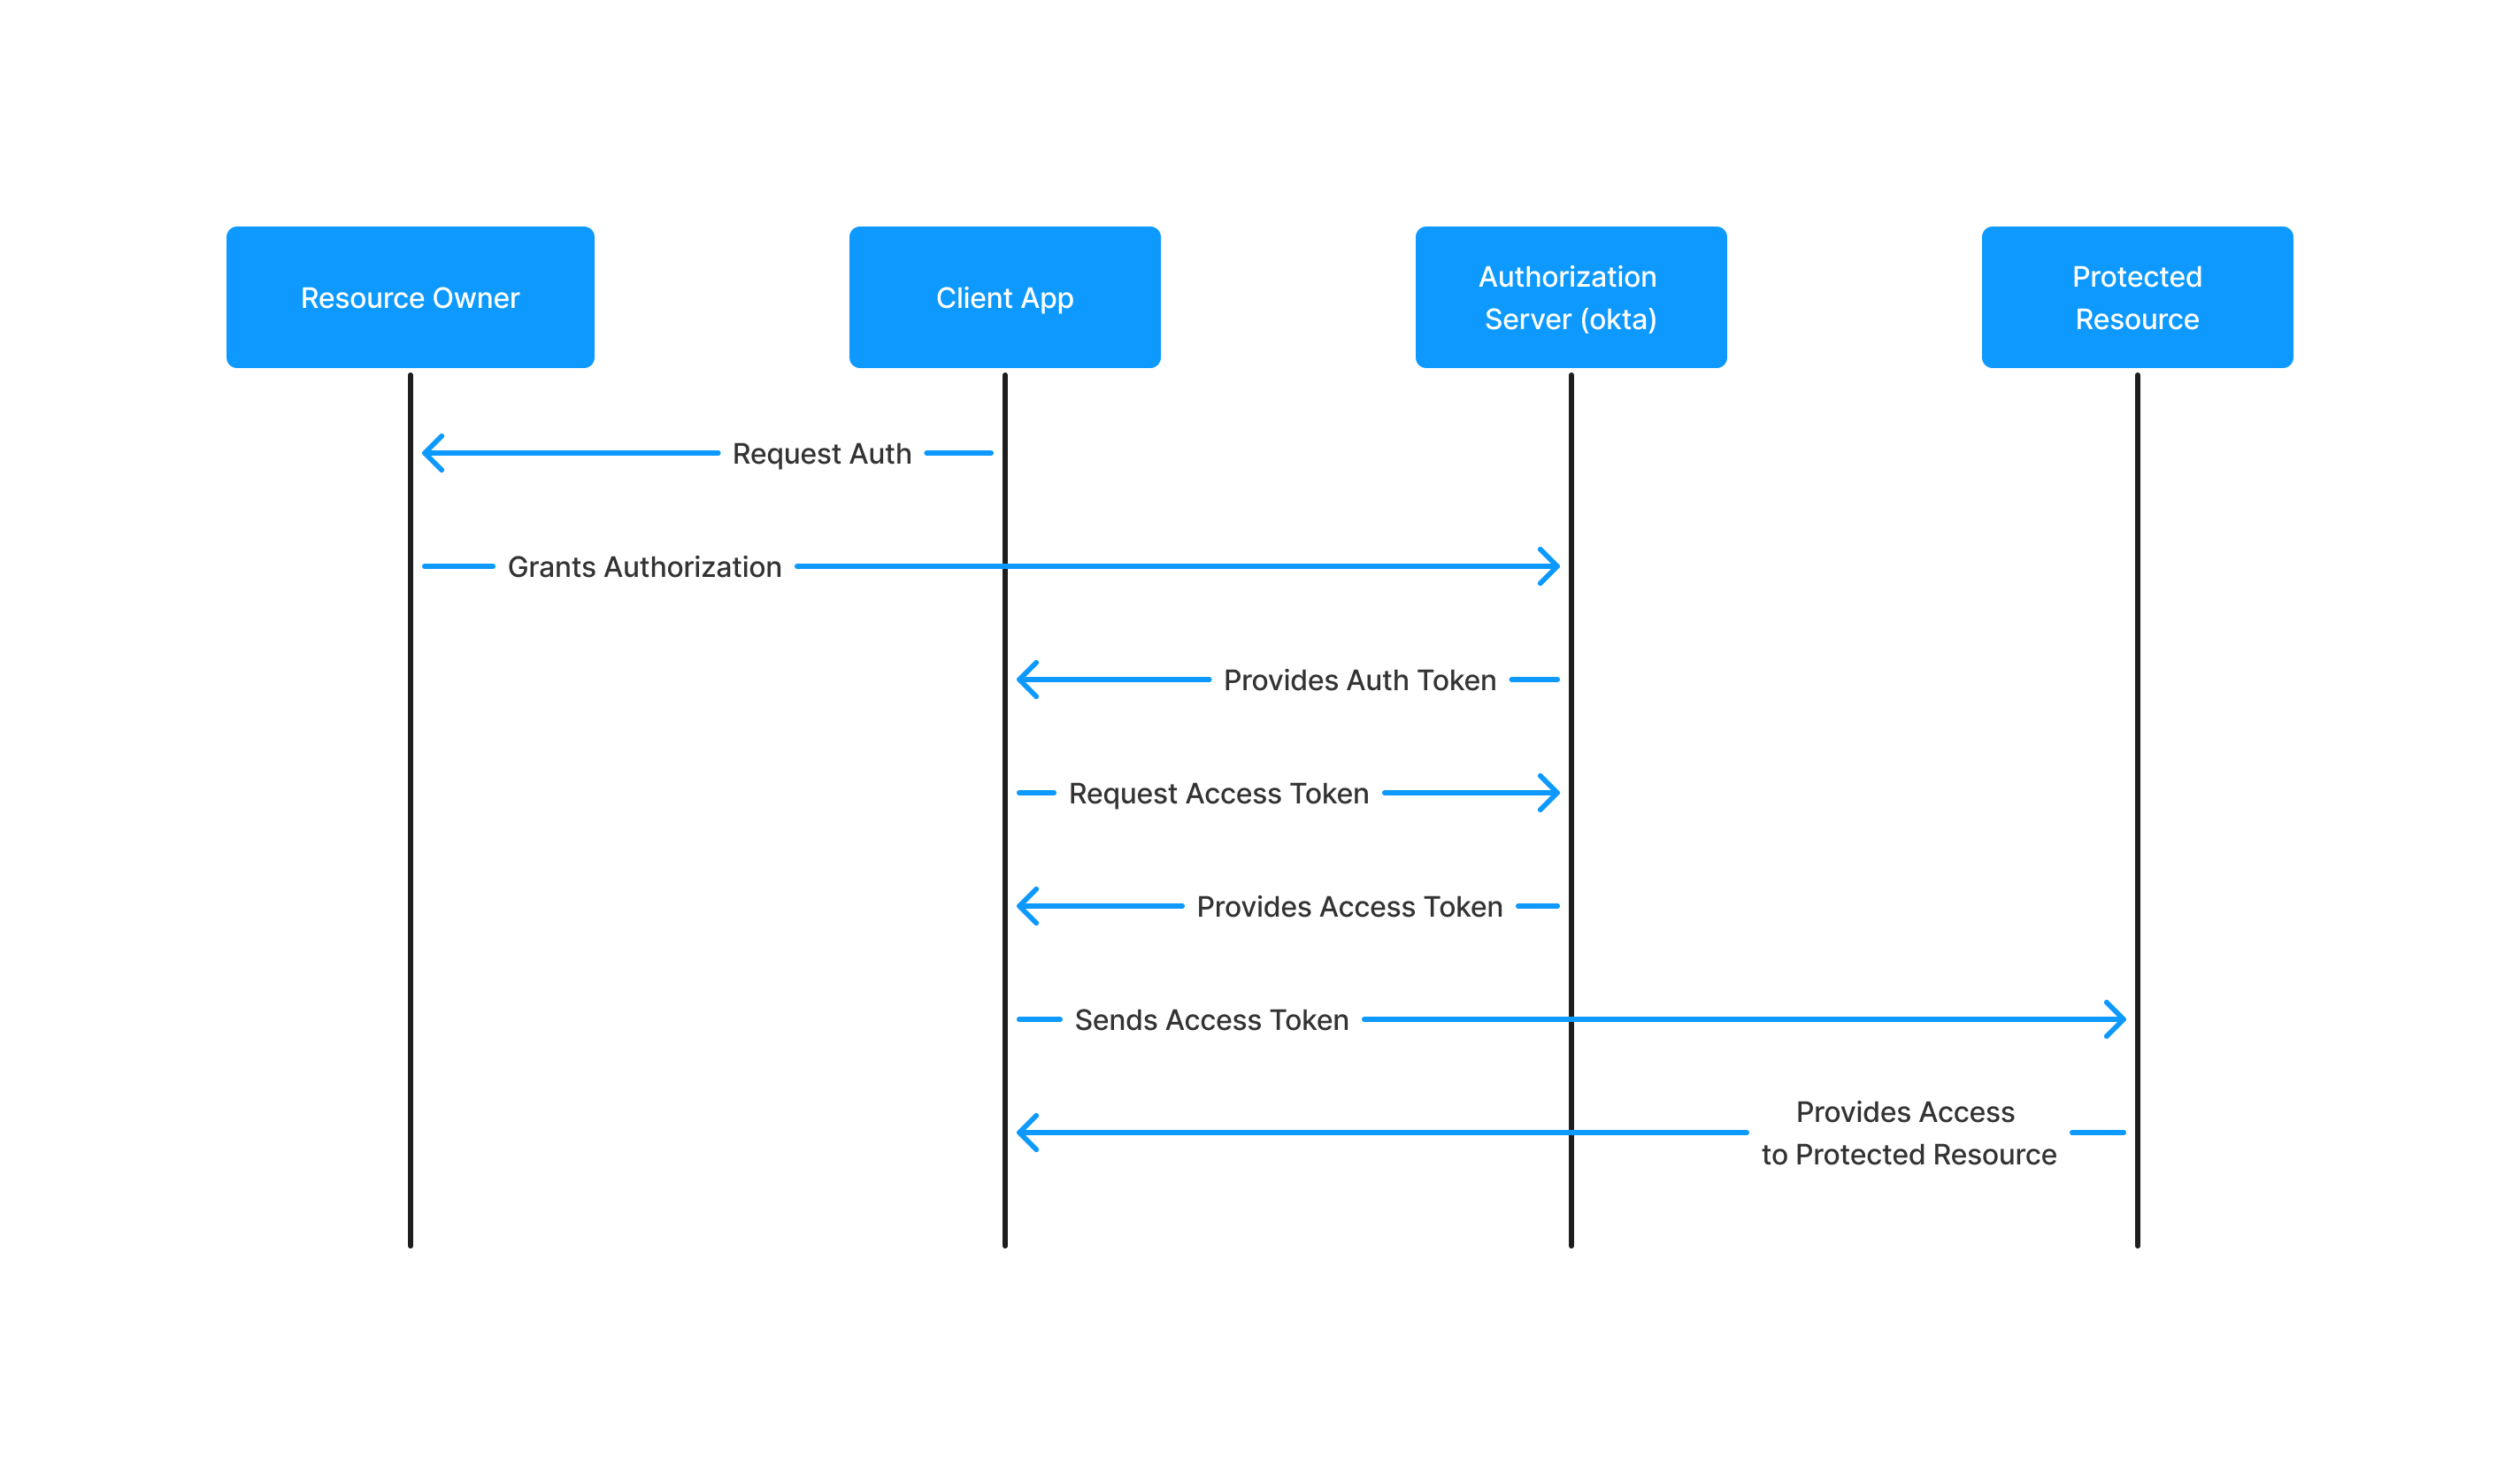 Resource Owner
Client App
Authorization
Server (okta)
Protected
Resource
Request Auth
Grants Authorization
Provides Auth Token
Request Access Token
Provides Access Token
Sends Access Token
Provides Access
to Protected Resource